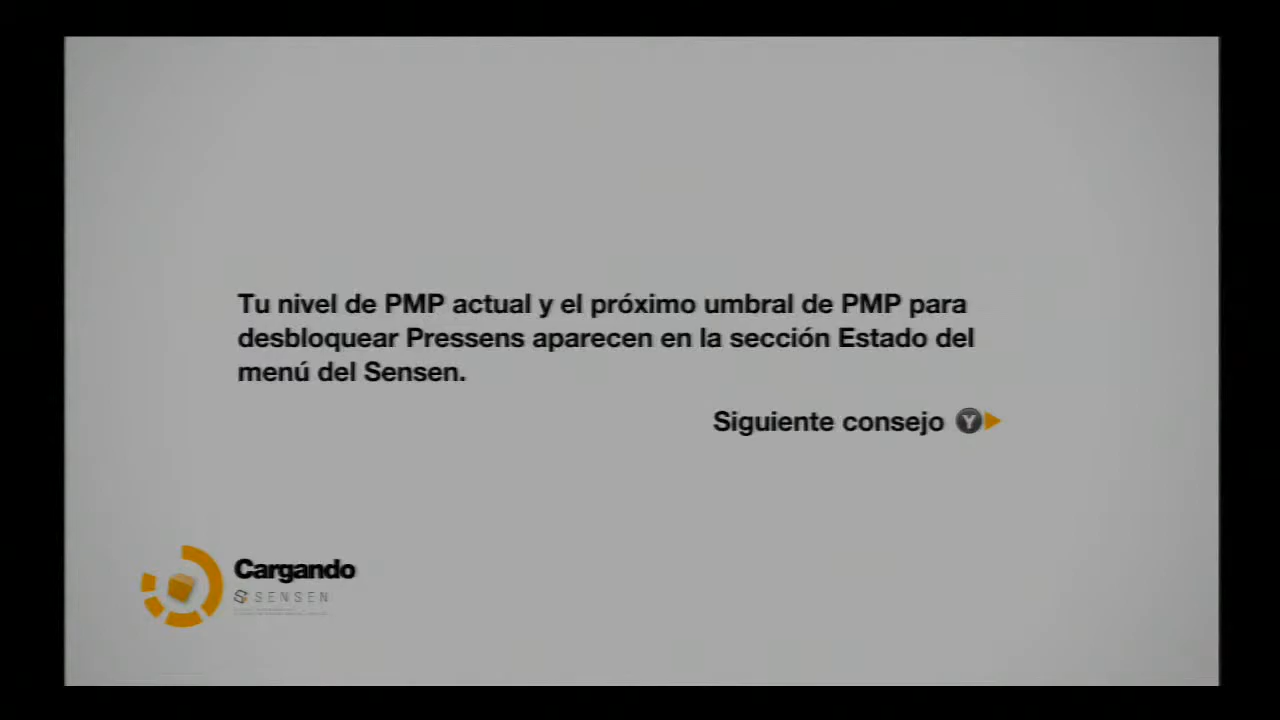 Tu nivel de PMP actual y el próximo umbral de PMP para
desbloquear Pressens aparecen en la sección Estado del
menú del Sensen.
Siguiente consejo Y
Cargando
SENSEN